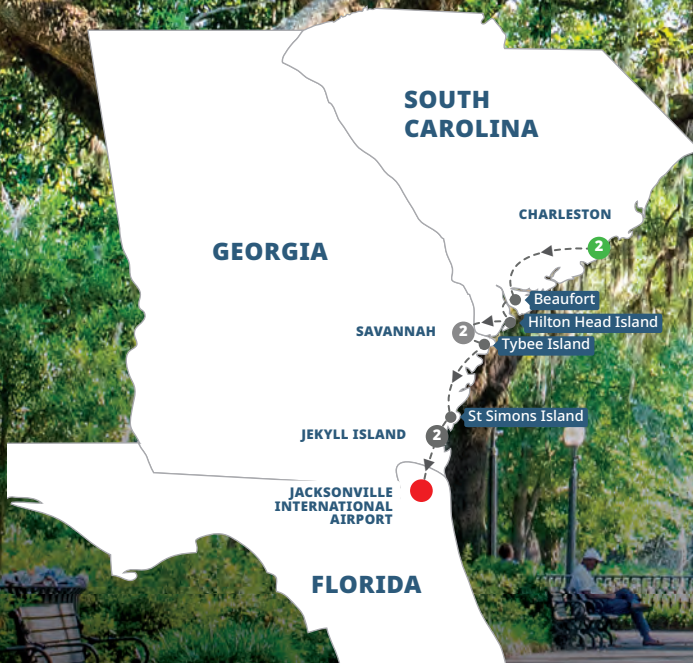 SOUTH
CAROLINA
CHARLESTON
2
GEORGIA
Beaufort
Hilton Head Island
SAVANNAH
2
Tybee Island
St Simons Island
JEKYLL ISLAND
2
JACKSONVILLE
INTERNATIONAL
AIRPORT
FLORIDA